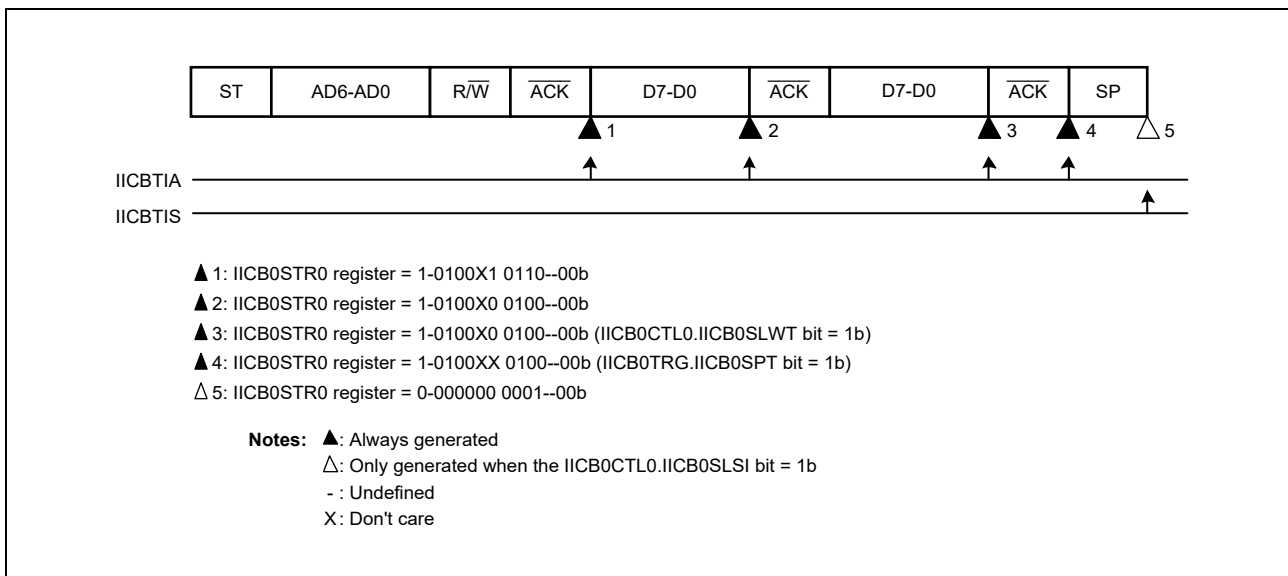 ST AD6-AD0 R/W̅ A̅C̅K̅ D7-D0 A̅C̅K̅ D7-D0 A̅C̅K̅ SP
▲ 1 ▲ 2 ▲ 3 ▲ 4 △ 5
IICBTIA
IICBTIS
▲ 1: IICB0STR0 register = 1-0100X1 0110--00b
▲ 2: IICB0STR0 register = 1-0100X0 0100--00b
▲ 3: IICB0STR0 register = 1-0100X0 0100--00b (IICB0CTL0.IICB0SLWT bit = 1b)
▲ 4: IICB0STR0 register = 1-0100XX 0100--00b (IICB0TRG.IICB0SPT bit = 1b)
△ 5: IICB0STR0 register = 0-000000 0001--00b
Notes: ▲: Always generated
△: Only generated when the IICB0CTL0.IICB0SLSI bit = 1b
- : Undefined
X: Don't care